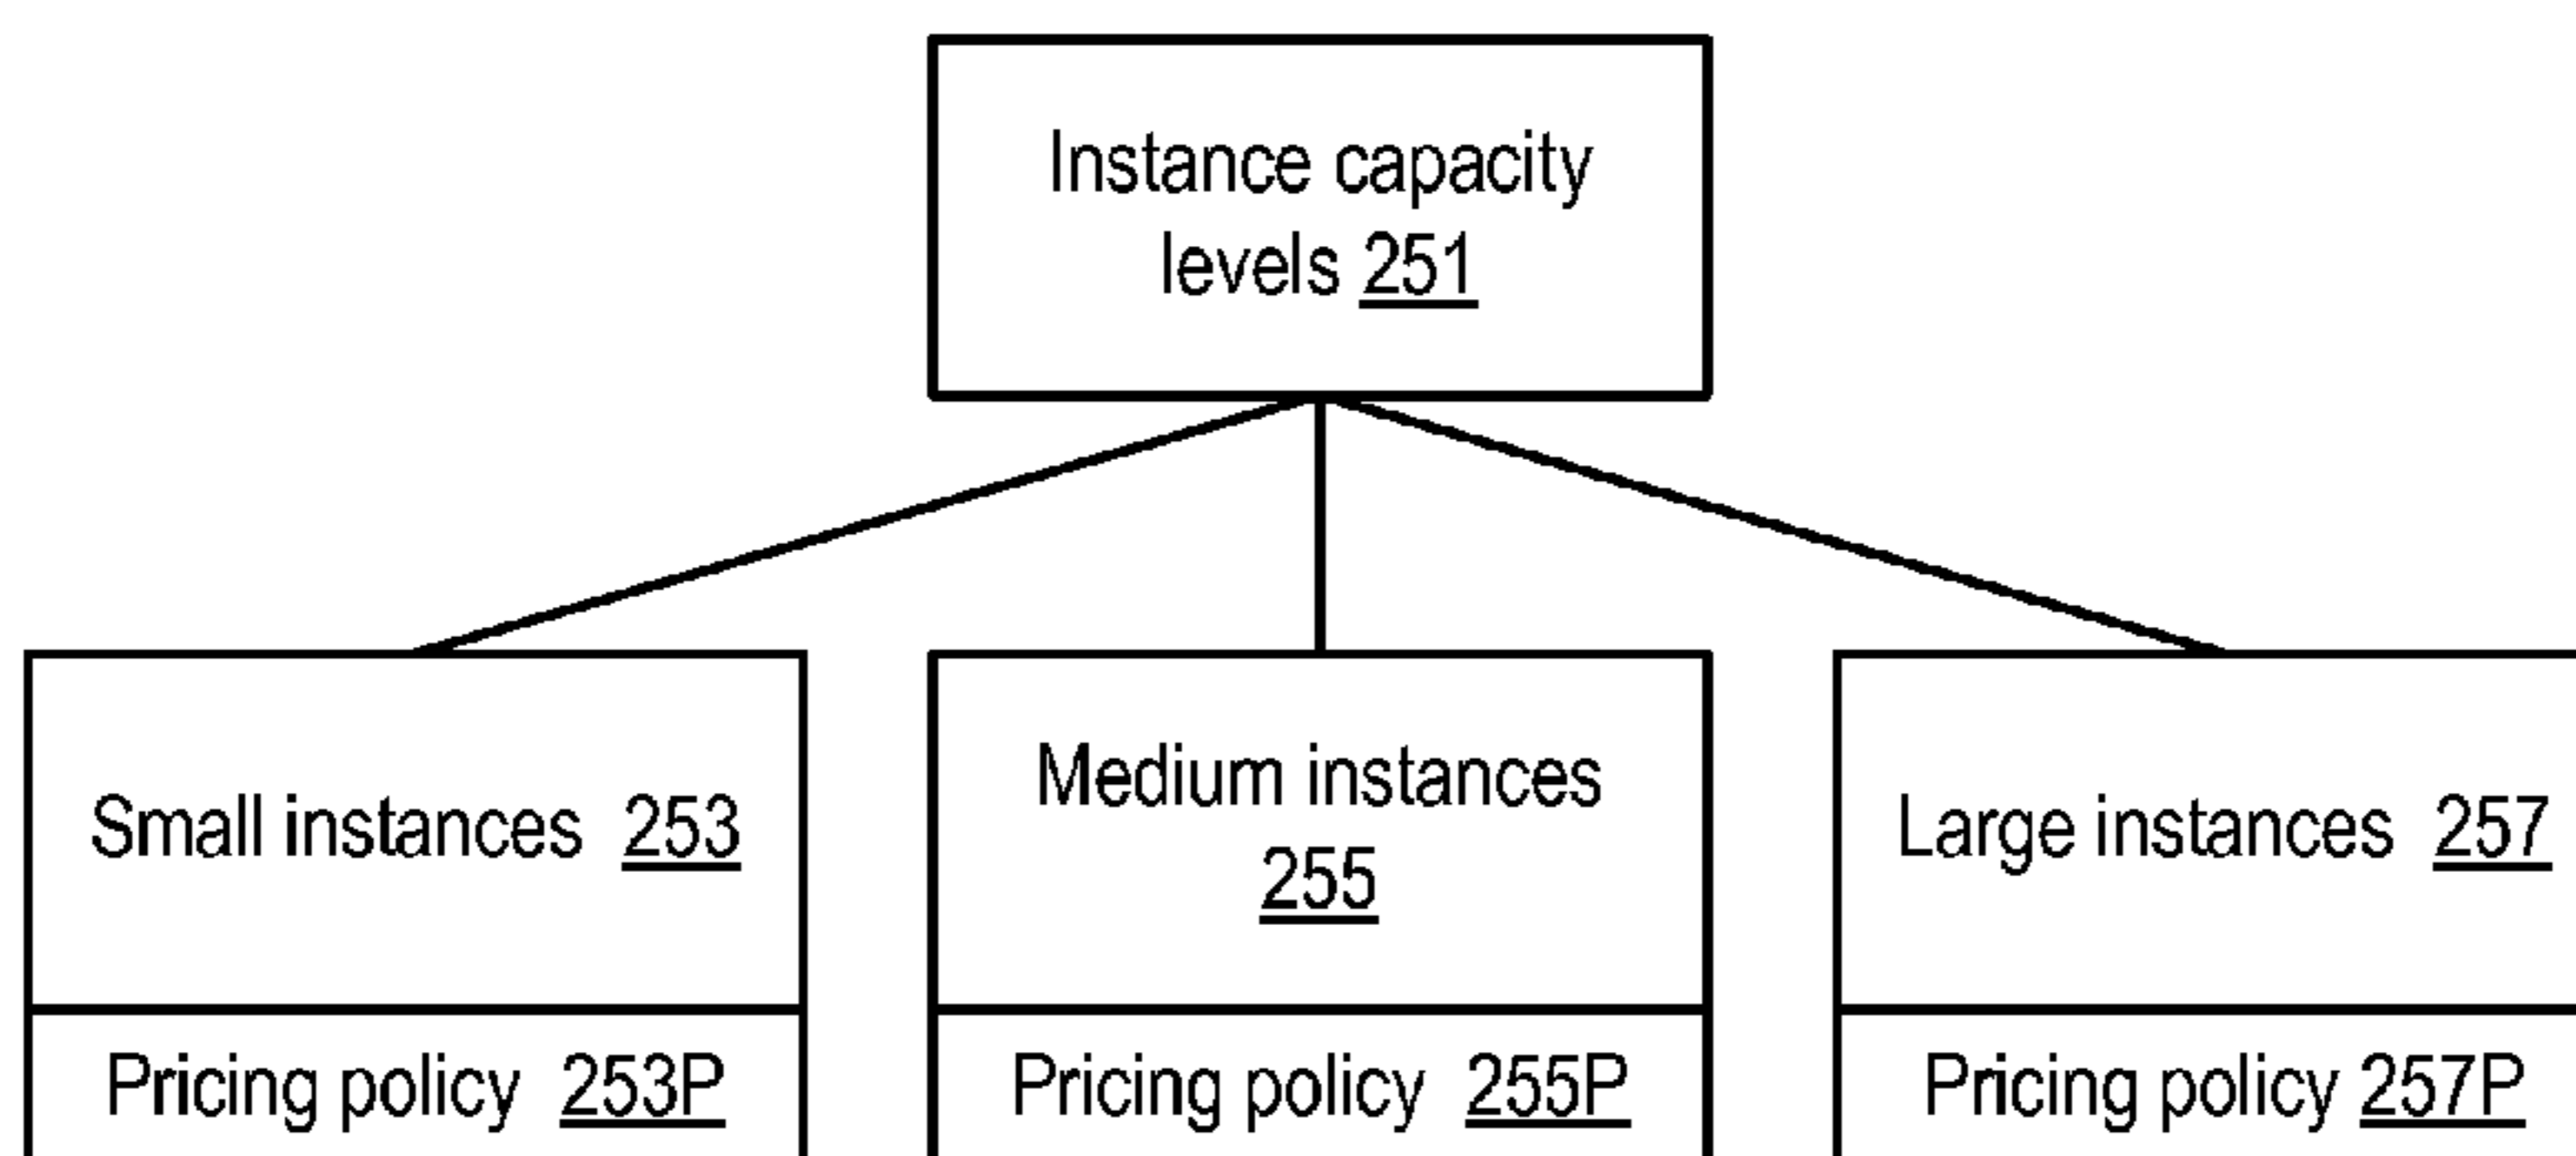 Instance capacity
levels 251
Small instances 253
Medium instances
255
Large instances 257
Pricing policy 253P
Pricing policy 255P
Pricing policy 257P